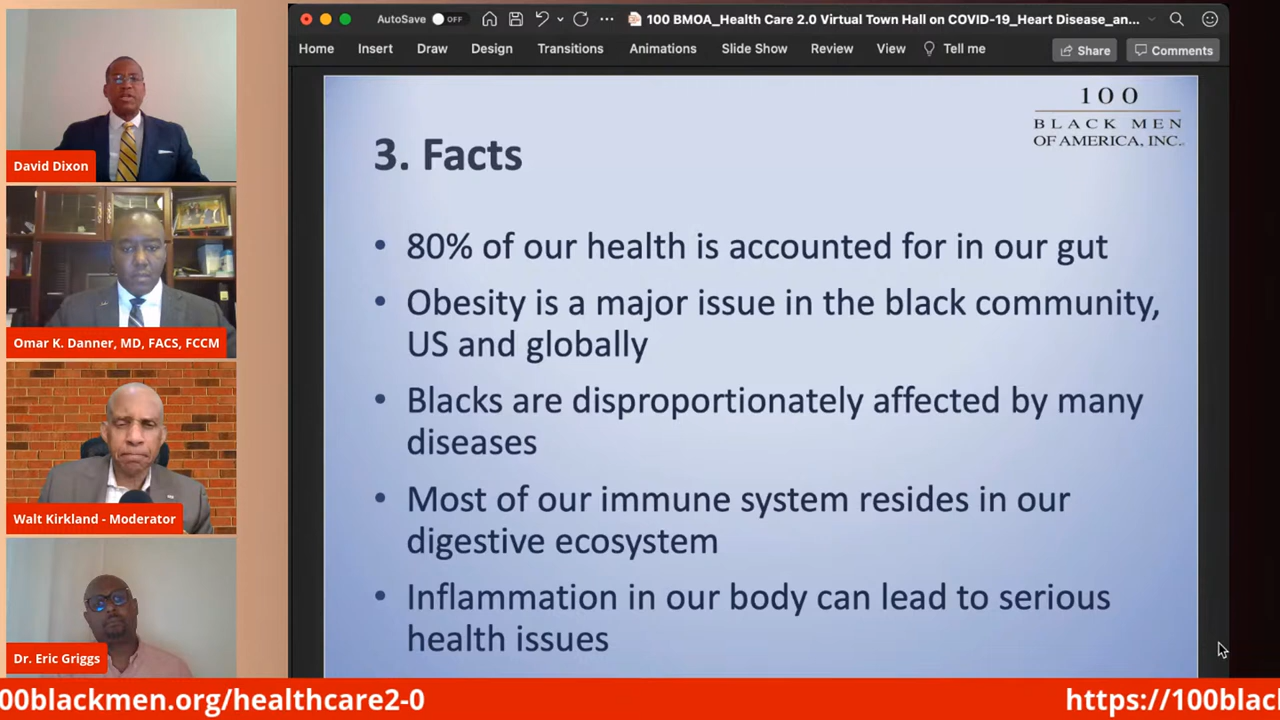 AutoSave OFF
100 BMOA_Health Care 2.0 Virtual Town Hall on COVID-19_Heart Disease_an...
Home Insert Draw Design Transitions Animations Slide Show Review View Tell me Share Comments
100
BLACK MEN
OF AMERICA, INC.
3. Facts
• 80% of our health is accounted for in our gut
• Obesity is a major issue in the black community,
US and globally
• Blacks are disproportionately affected by many
diseases
• Most of our immune system resides in our
digestive ecosystem
• Inflammation in our body can lead to serious
health issues
David Dixon
Omar K. Danner, MD, FACS, FCCM
Walt Kirkland - Moderator
Dr. Eric Griggs
00blackmen.org/healthcare2-0
https://100blac